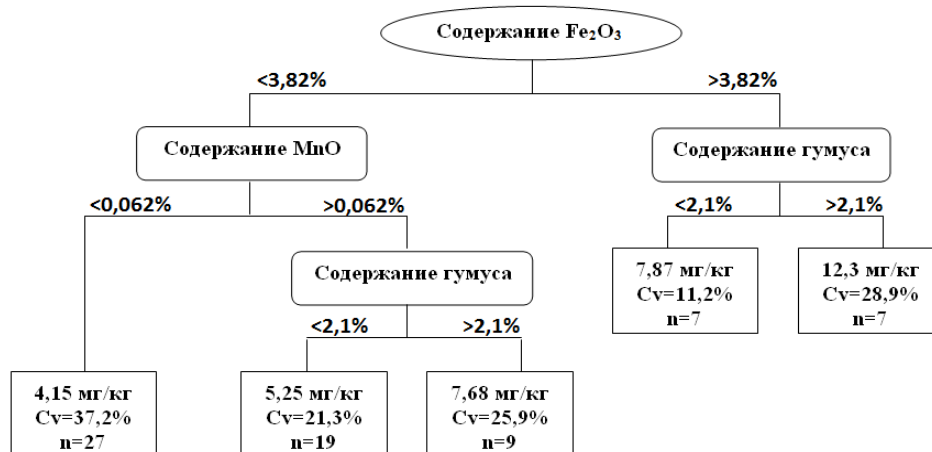 Содержание Fe₂O₃
<3,82%
>3,82%
Содержание MnO
Содержание гумуса
<0,062%
>0,062%
<2,1%
>2,1%
Содержание гумуса
7,87 мг/кг
Cv=11,2%
n=7
12,3 мг/кг
Cv=28,9%
n=7
<2,1%
>2,1%
4,15 мг/кг
Cv=37,2%
n=27
5,25 мг/кг
Cv=21,3%
n=19
7,68 мг/кг
Cv=25,9%
n=9